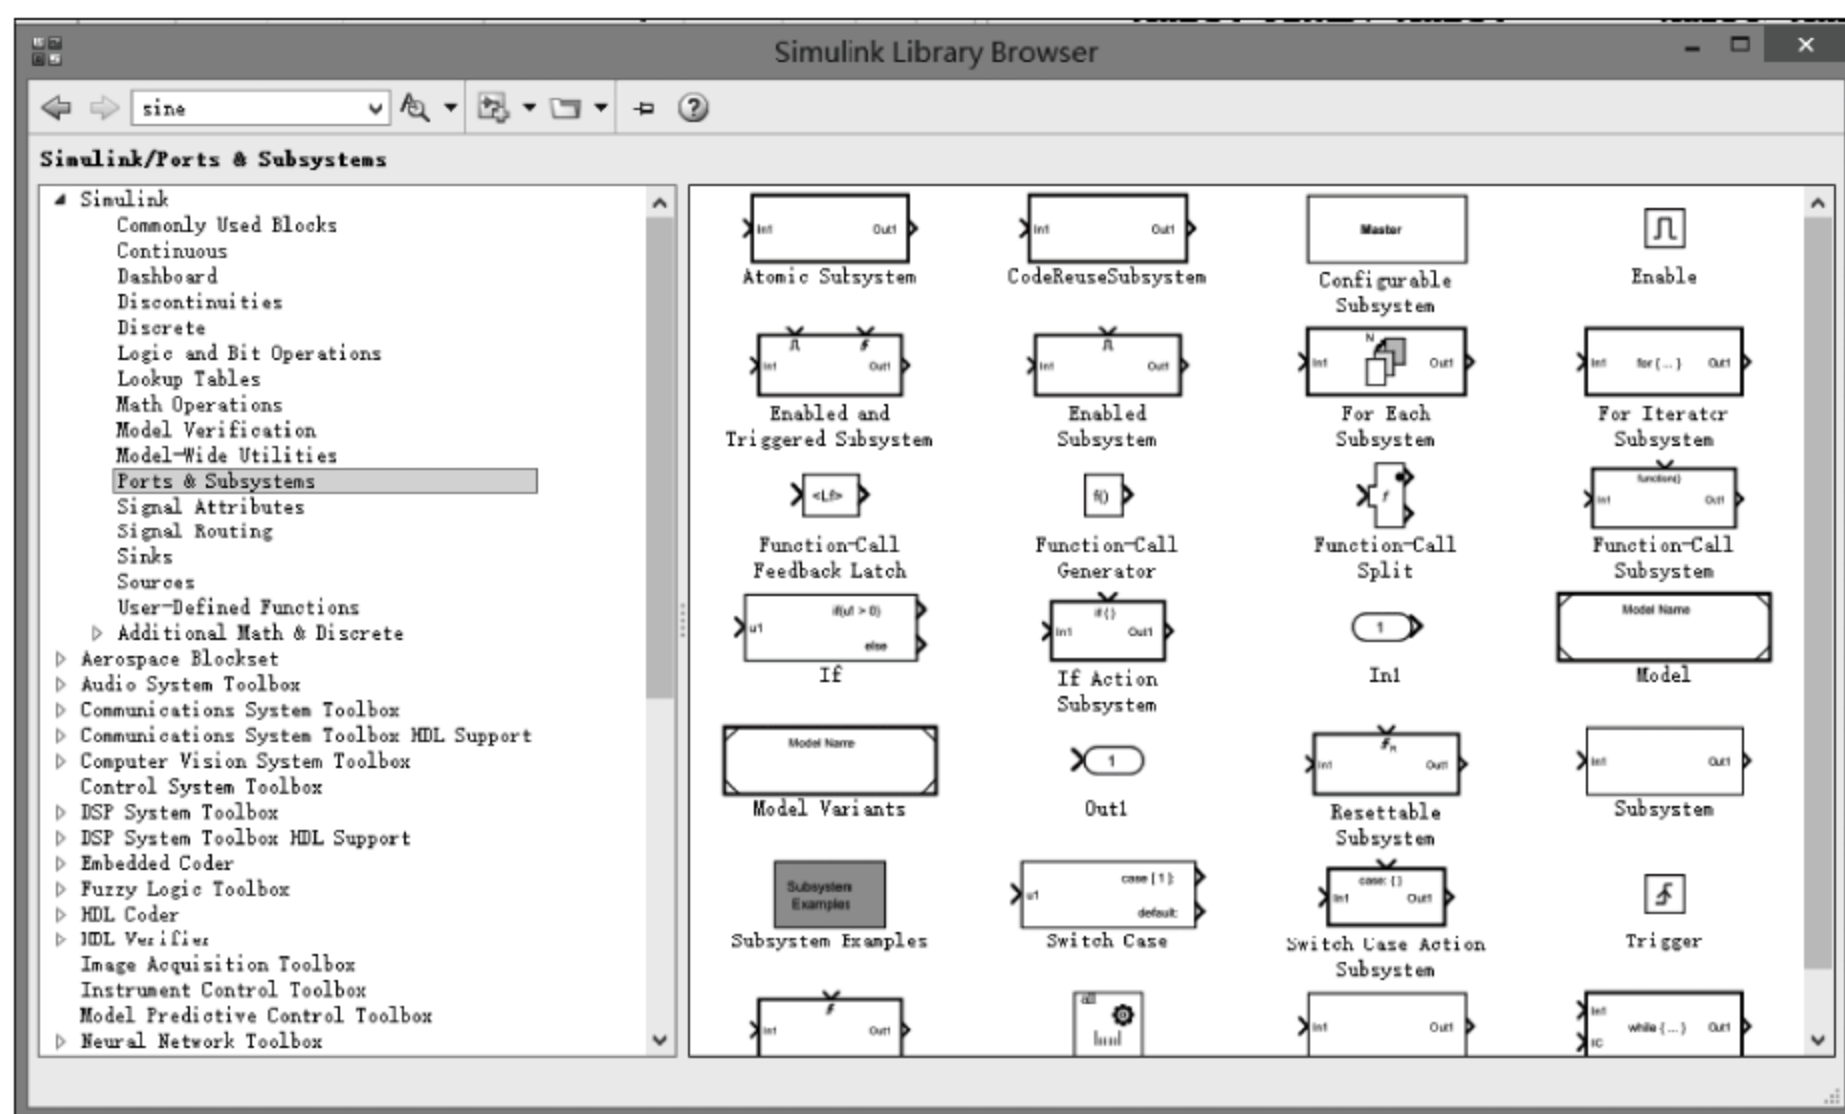 Simulink Library Browser
sine
Simulink/Ports & Subsystems
Simulink
Commonly Used Blocks
Continuous
Dashboard
Discontinuities
Discrete
Logic and Bit Operations
Lookup Tables
Math Operations
Model Verification
Model-Wide Utilities
Ports & Subsystems
Signal Attributes
Signal Routing
Sinks
Sources
User-Defined Functions
Additional Math & Discrete
Aerospace Blockset
Audio System Toolbox
Communications System Toolbox
Communications System Toolbox HDL Support
Computer Vision System Toolbox
Control System Toolbox
DSP System Toolbox
DSP System Toolbox HDL Support
Embedded Coder
Fuzzy Logic Toolbox
HDL Coder
HDL Verifier
Image Acquisition Toolbox
Instrument Control Toolbox
Model Predictive Control Toolbox
Neural Network Toolbox
In1 Out1
Atomic Subsystem
In1 Out1
CodeReuseSubsystem
Master
Configurable
Subsystem
Enable
In1 Out1
Enabled and
Triggered Subsystem
In1 Out1
Enabled
Subsystem
N
In1 Out1
For Each
Subsystem
In1 for { ... } Out1
For Iterator
Subsystem
<Lf>
Function-Call
Feedback Latch
f()
Function-Call
Generator
f
Function-Call
Split
function()
In1 Out1
Function-Call
Subsystem
if(u1 > 0)
u1
else
If
if { }
In1 Out1
If Action
Subsystem
1
In1
Model Name
Model
Model Name
Model Variants
1
Out1
R
In1 Out1
Resettable
Subsystem
In1 Out1
Subsystem
Subsystem
Examples
Subsystem Examples
case [ 1 ]:
u1
default:
Switch Case
case: { }
In1 Out1
Switch Case Action
Subsystem
Trigger
In1 Out1
all
In1 Out1
In1
while { ... } Out1
IC